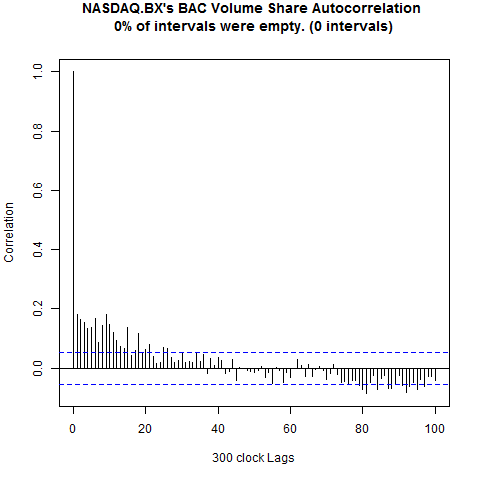 NASDAQ.BX's BAC Volume Share Autocorrelation
0% of intervals were empty. (0 intervals)
1.0
0.8
0.6
0.4
0.2
0.0
Correlation
0 20 40 60 80 100
300 clock Lags